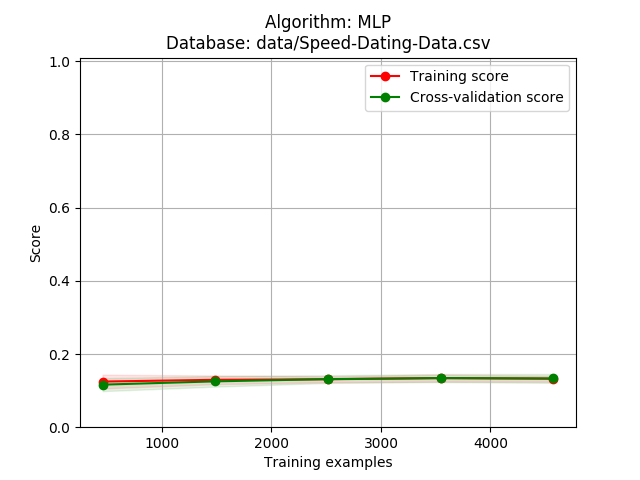 Algorithm: MLP
Database: data/Speed-Dating-Data.csv
1.0
Training score
Cross-validation score
0.8
0.6
Score
0.4
0.2
0.0
1000
2000
3000
4000
Training examples